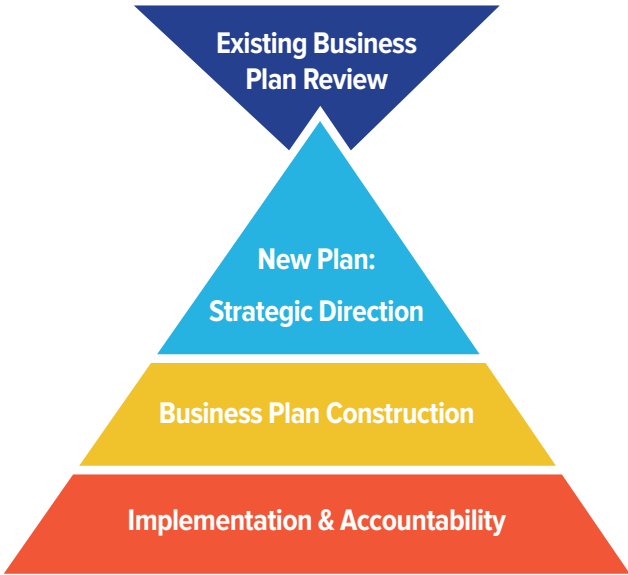 Existing Business
Plan Review
New Plan:
Strategic Direction
Business Plan Construction
Implementation & Accountability